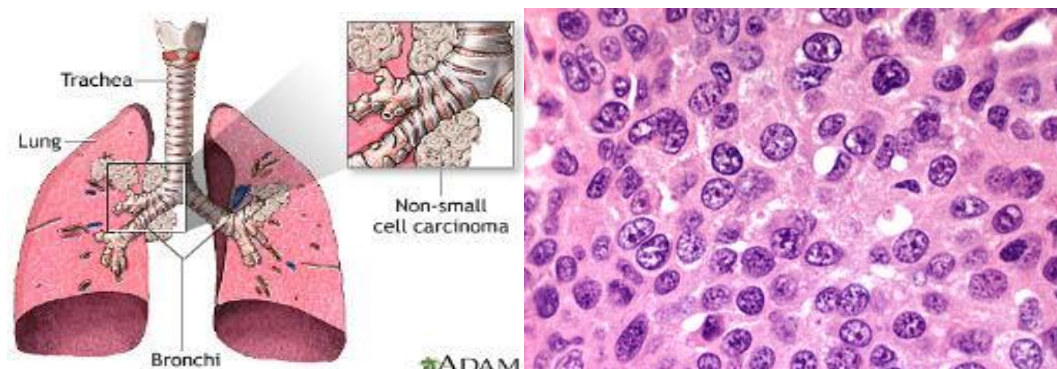 Trachea
Lung
Non-small
cell carcinoma
Bronchi
ADAM